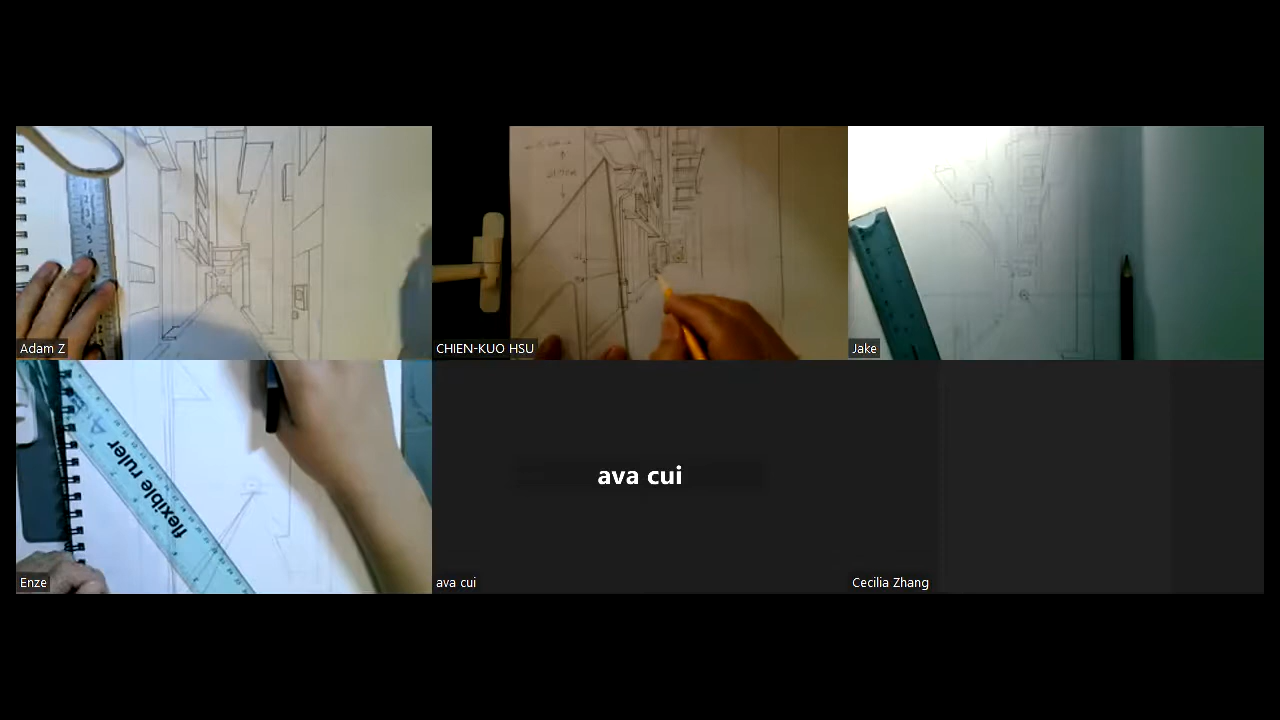 Adam Z
CHIEN-KUO HSU
Jake
flexible ruler
Enze
ava cui
ava cui
Cecilia Zhang